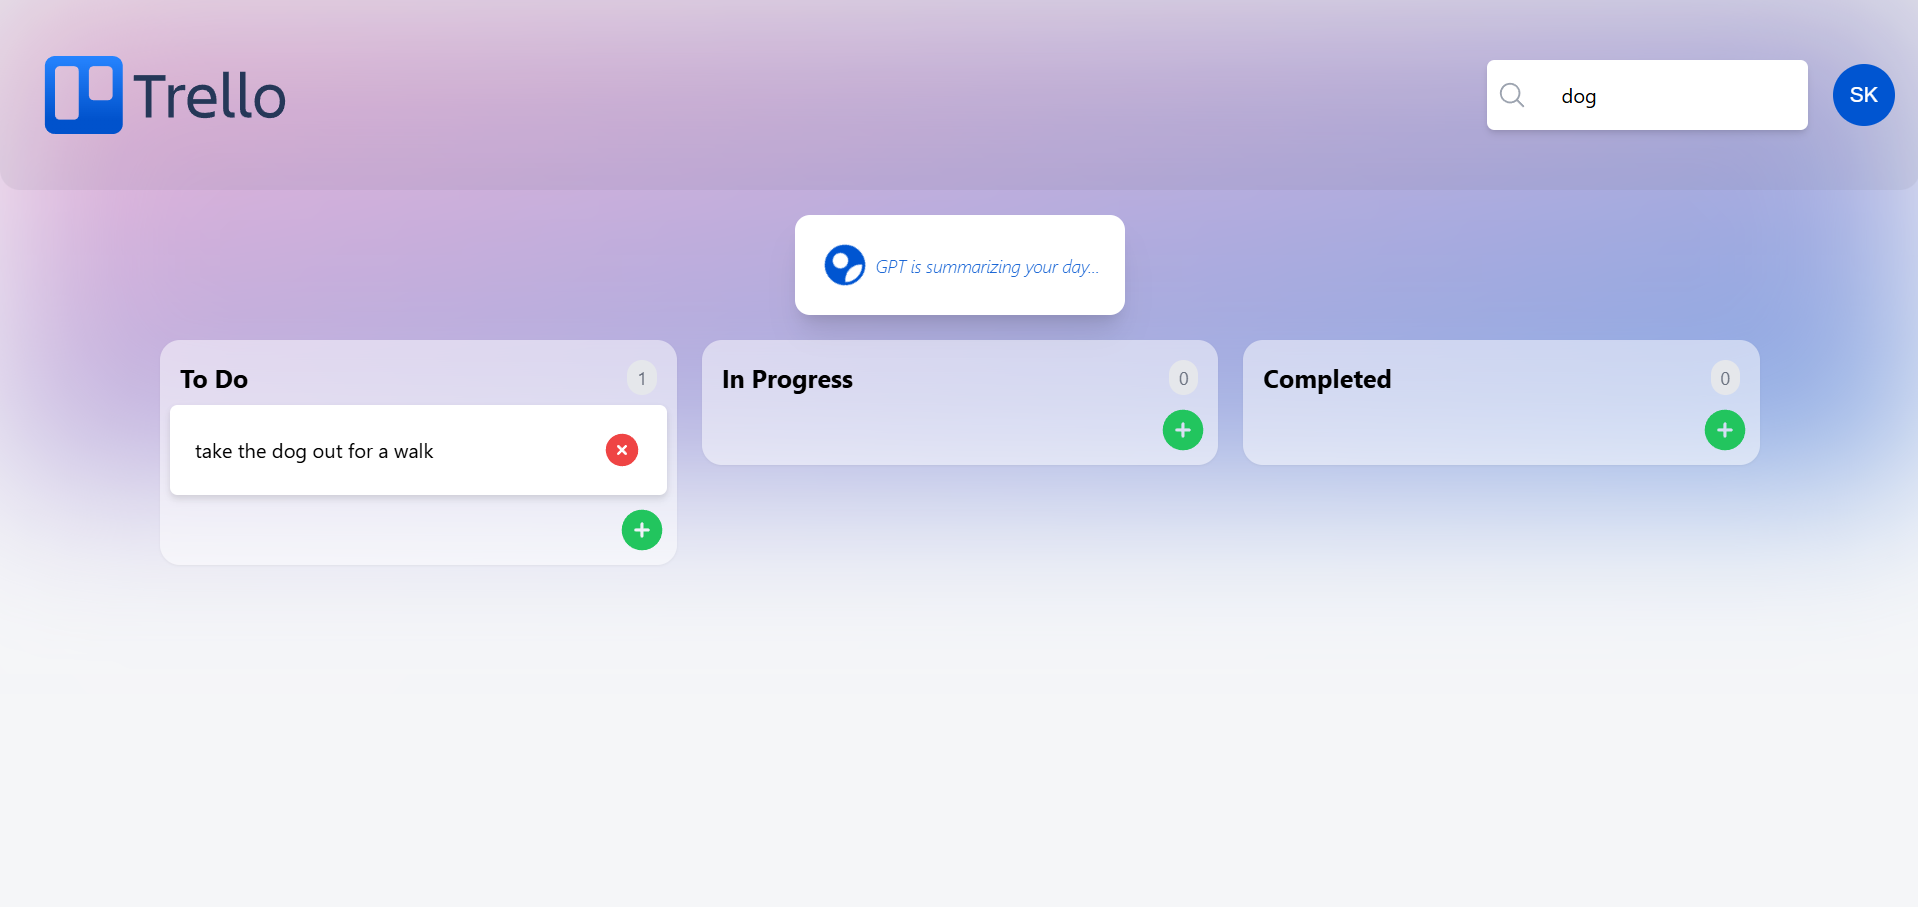 Trello
dog
SK
GPT is summarizing your day...
To Do
1
take the dog out for a walk
In Progress
0
Completed
0